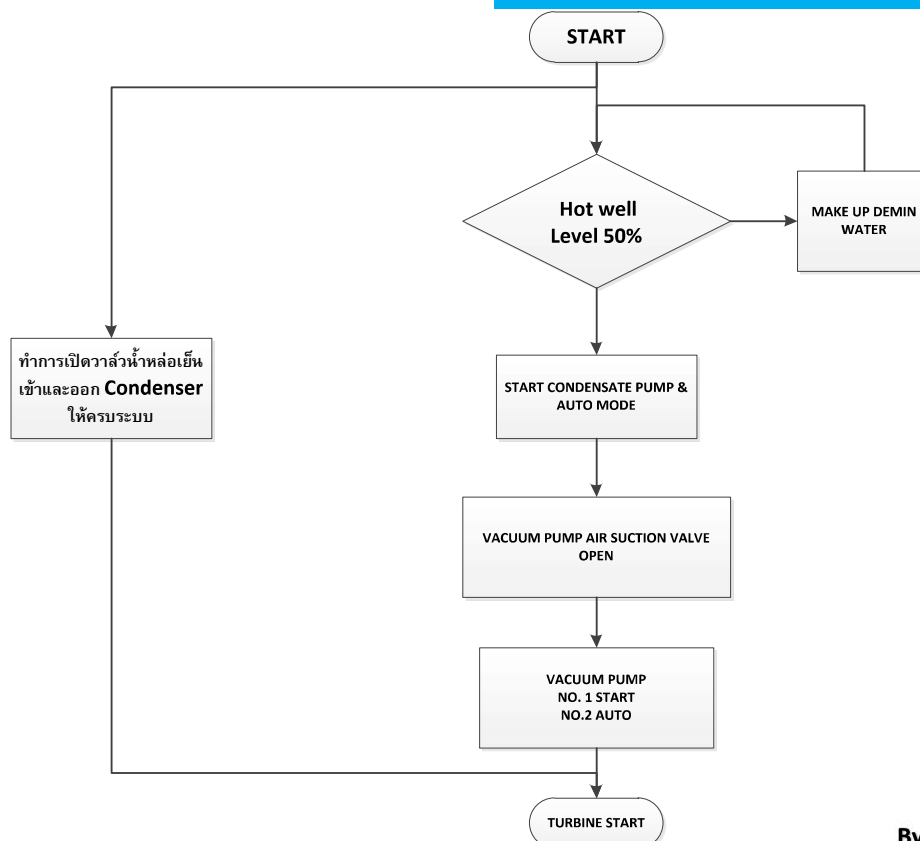 START
Hot well
Level 50%
MAKE UP DEMIN
WATER
ทำการเปิดวาล์วน้ำหล่อเย็น
เข้าและออก Condenser
ให้ครบระบบ
START CONDENSATE PUMP &
AUTO MODE
VACUUM PUMP AIR SUCTION VALVE
OPEN
VACUUM PUMP
NO. 1 START
NO.2 AUTO
TURBINE START
By